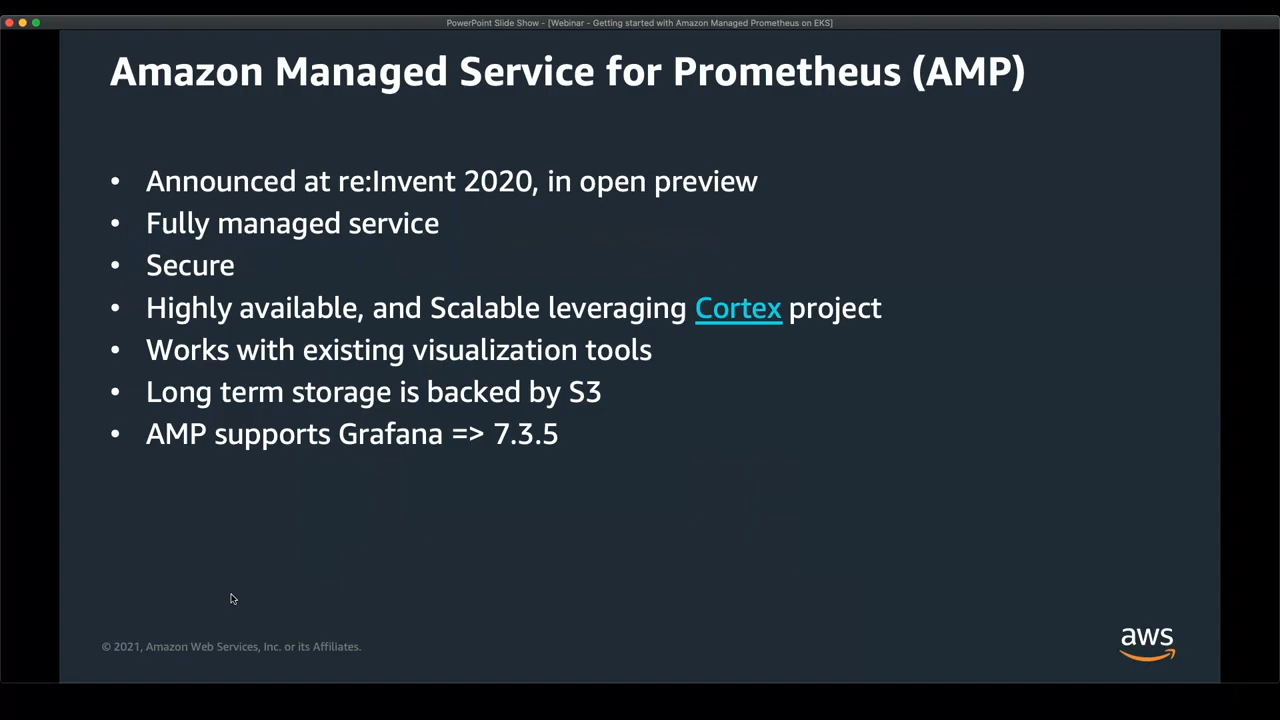 PowerPoint Slide Show - [Webinar - Getting started with Amazon Managed Prometheus on EKS]
Amazon Managed Service for Prometheus (AMP)
• Announced at re:Invent 2020, in open preview
• Fully managed service
• Secure
• Highly available, and Scalable leveraging Cortex project
• Works with existing visualization tools
• Long term storage is backed by S3
• AMP supports Grafana => 7.3.5
© 2021, Amazon Web Services, Inc. or its Affiliates.
aws